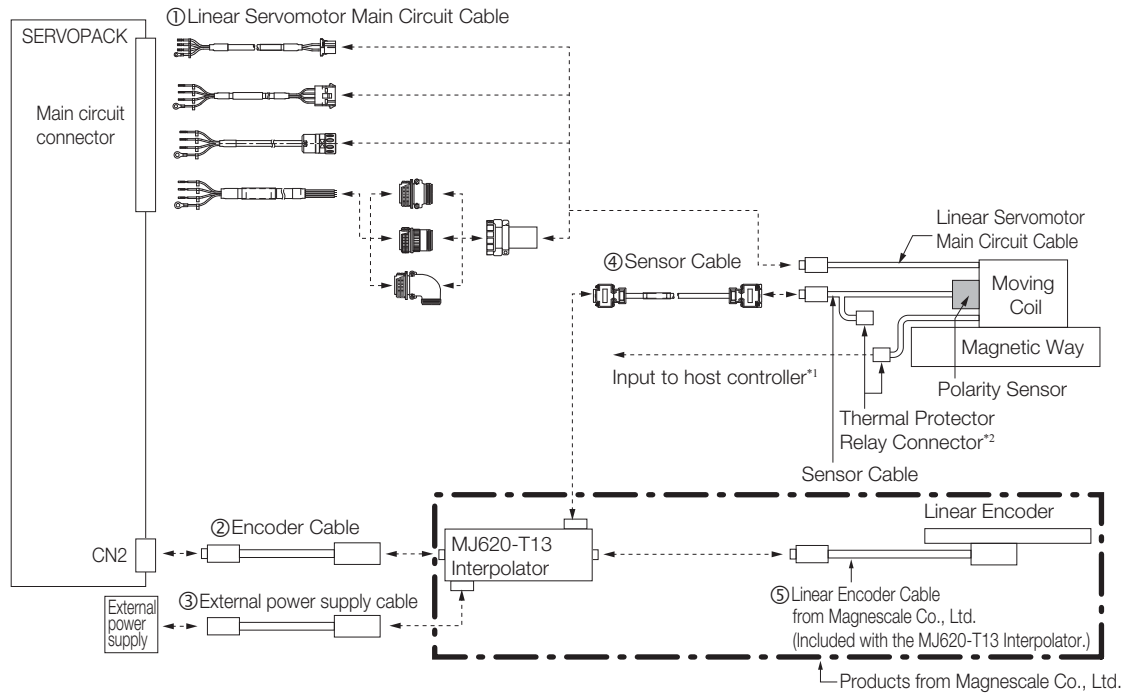 ①Linear Servomotor Main Circuit Cable
SERVOPACK
Main circuit
connector
Linear Servomotor
Main Circuit Cable
④Sensor Cable
Moving
Coil
Magnetic Way
Input to host controller*1
Polarity Sensor
Thermal Protector
Relay Connector*2
Sensor Cable
Linear Encoder
②Encoder Cable
CN2
MJ620-T13
Interpolator
③External power supply cable
External
power
supply
⑤Linear Encoder Cable
from Magnescale Co., Ltd.
(Included with the MJ620-T13 Interpolator.)
Products from Magnescale Co., Ltd.